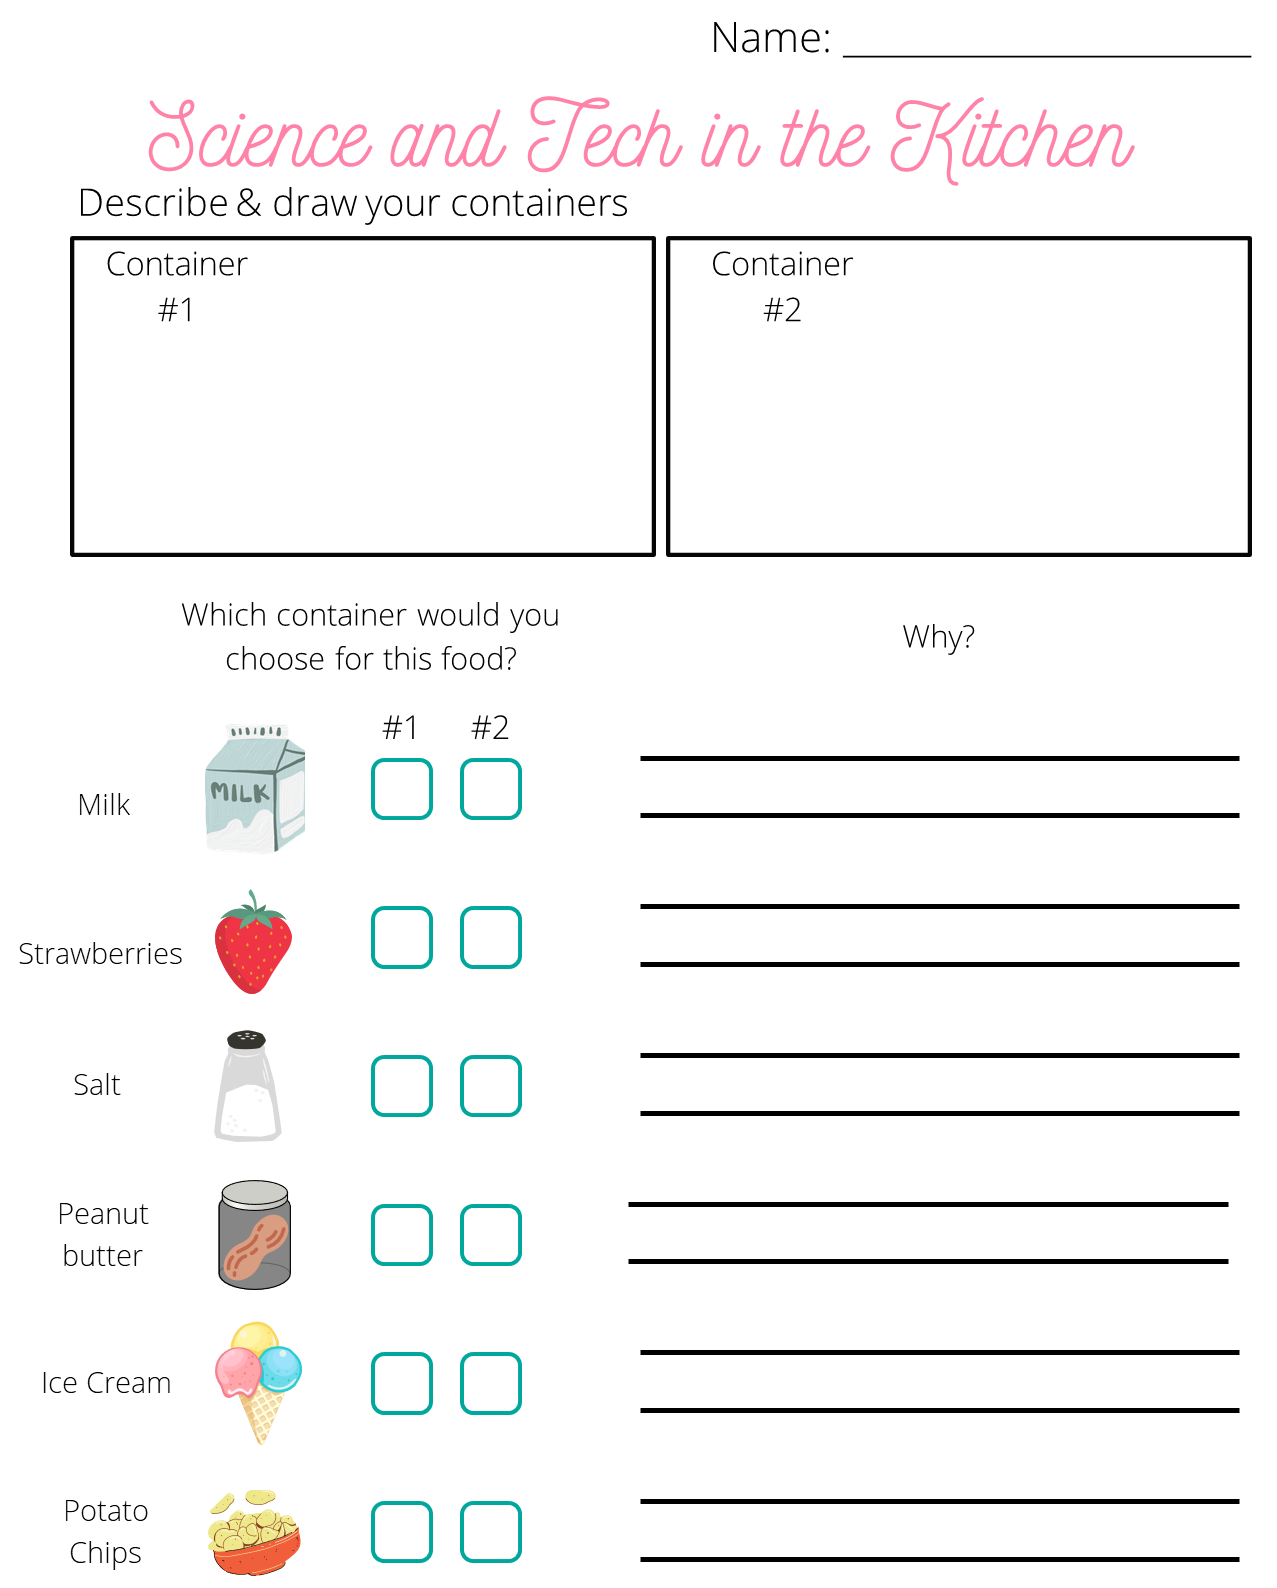 Name:
Science and Tech in the Kitchen
Describe & draw your containers
Container
#1
Container
#2
Which container would you
choose for this food?
Why?
#1 #2
Milk
MILK
Strawberries
Salt
Peanut
butter
Ice Cream
Potato
Chips